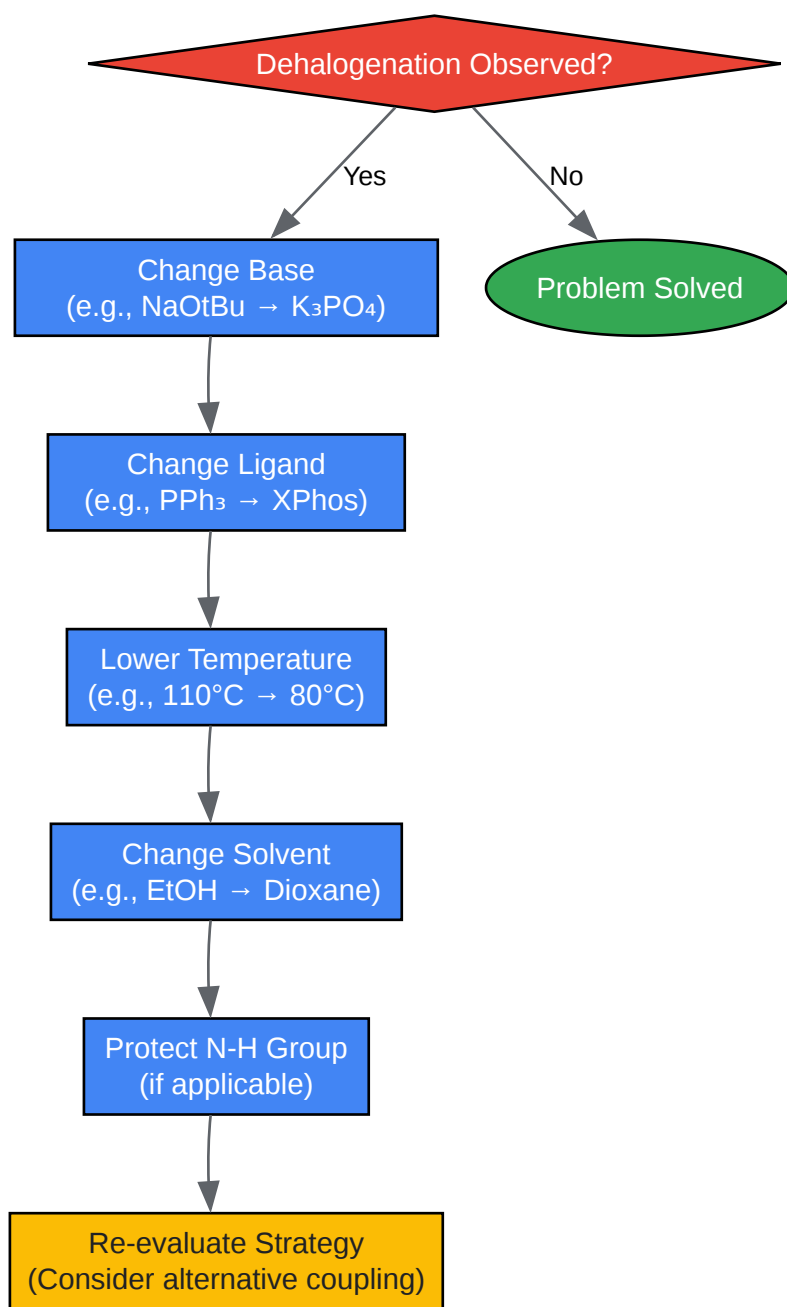 Dehalogenation Observed?
Yes
No
Change Base
(e.g., NaOtBu → K₃PO₄)
Problem Solved
Change Ligand
(e.g., PPh₃ → XPhos)
Lower Temperature
(e.g., 110°C → 80°C)
Change Solvent
(e.g., EtOH → Dioxane)
Protect N-H Group
(if applicable)
Re-evaluate Strategy
(Consider alternative coupling)